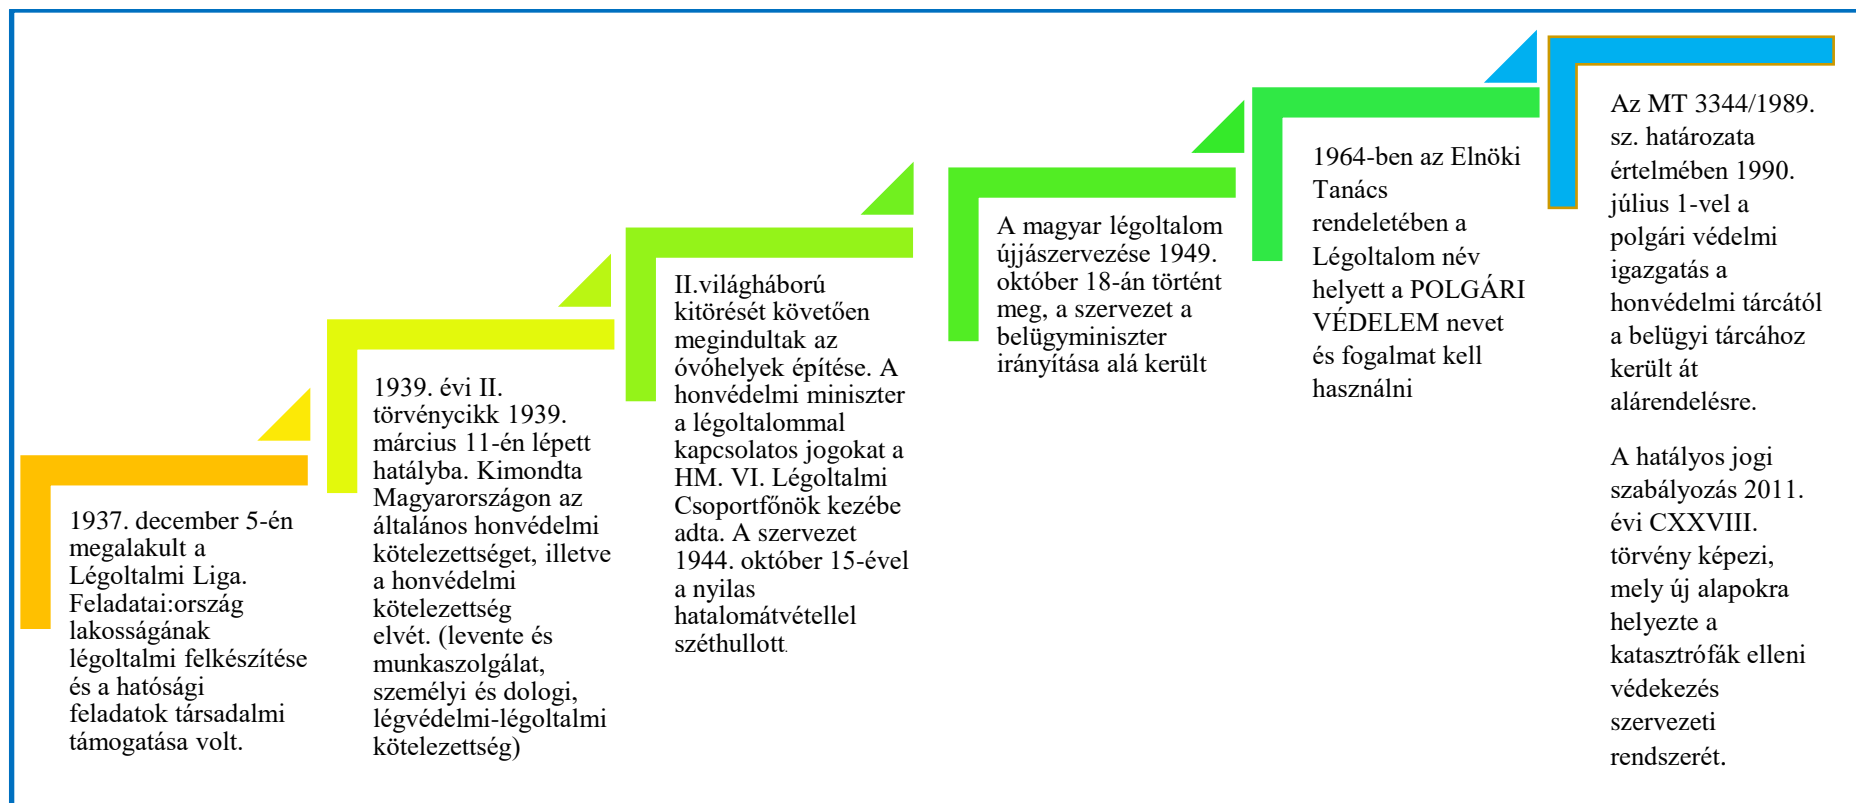 1937. december 5-én
megalakult a
Légoltalmi Liga.
Feladatai:ország
lakosságának
légoltalmi felkészítése
és a hatósági
feladatok társadalmi
támogatása volt.
1939. évi II.
törvénycikk 1939.
március 11-én lépett
hatályba. Kimondta
Magyarországon az
általános honvédelmi
kötelezettséget, illetve
a honvédelmi
kötelezettség
elvét. (levente és
munkaszolgálat,
személyi és dologi,
légvédelmi-légoltalmi
kötelezettség)
II.világháború
kitörését követően
megindultak az
óvóhelyek építése. A
honvédelmi miniszter
a légoltalommal
kapcsolatos jogokat a
HM. VI. Légoltalmi
Csoportfőnök kezébe
adta. A szervezet
1944. október 15-ével
a nyilas
hatalomátvétellel
széthullott.
A magyar légoltalom
újjászervezése 1949.
október 18-án történt
meg, a szervezet a
belügyminiszter
irányítása alá került
1964-ben az Elnöki
Tanács
rendeletében a
Légoltalom név
helyett a POLGÁRI
VÉDELEM nevet
és fogalmat kell
használni
Az MT 3344/1989.
sz. határozata
értelmében 1990.
július 1-vel a
polgári védelmi
igazgatás a
honvédelmi tárcától
a belügyi tárcához
került át
alárendelésre.
A hatályos jogi
szabályozás 2011.
évi CXXVIII.
törvény képezi,
mely új alapokra
helyezte a
katasztrófák elleni
védekezés
szervezeti
rendszerét.